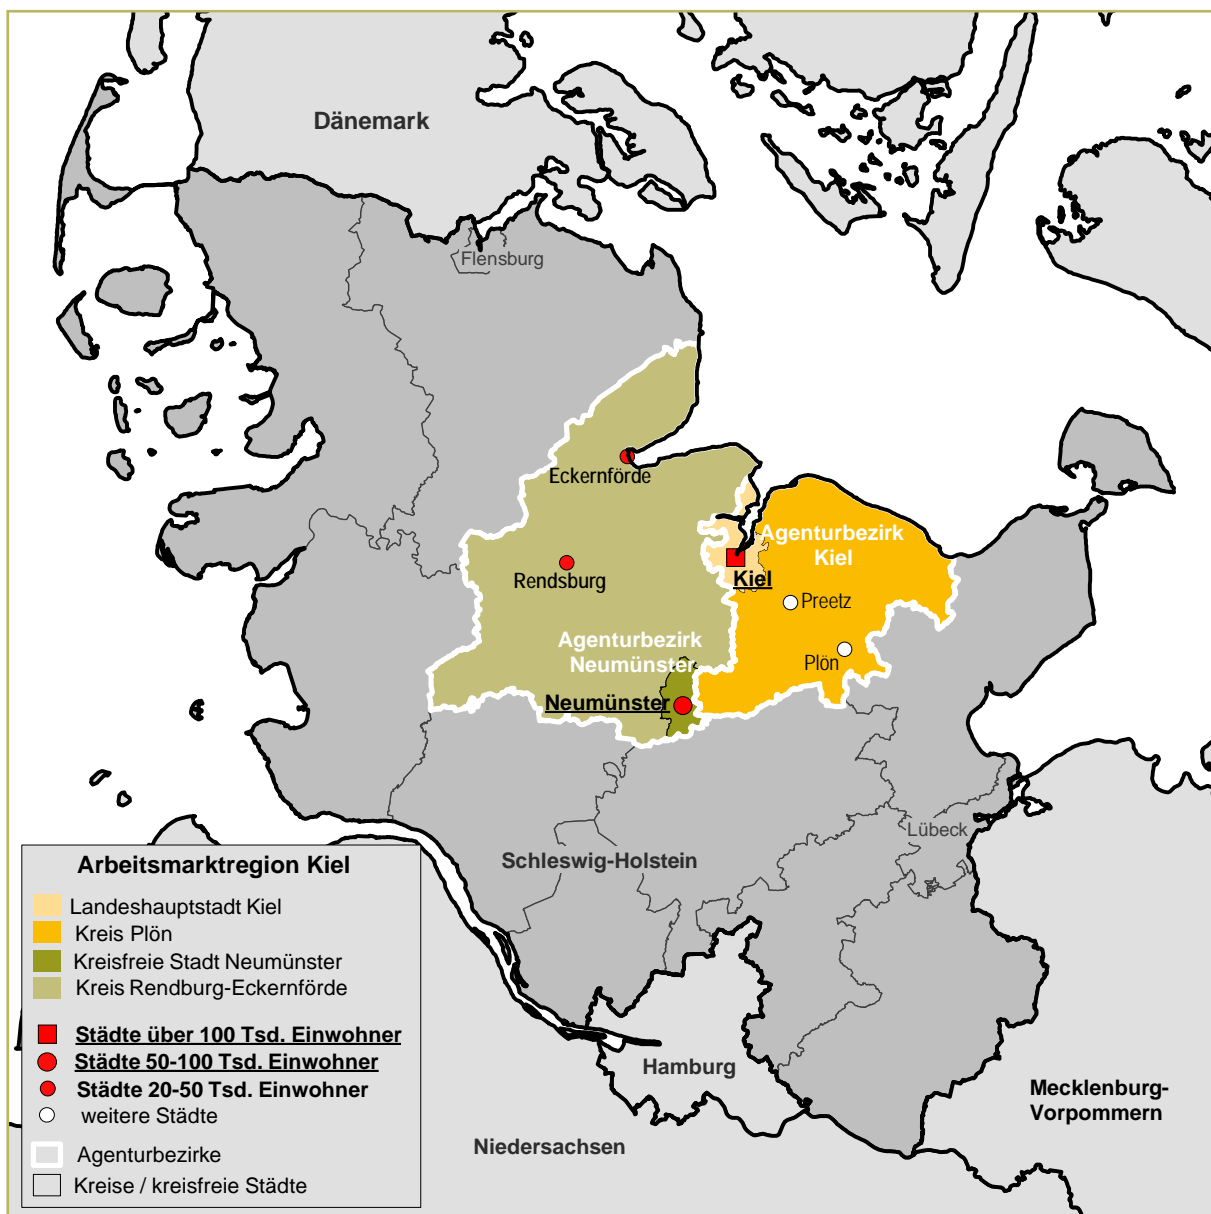 Dänemark
Flensburg
Eckernförde
Agenturbezirk
Kiel
Kiel
Rendsburg
Preetz
Agenturbezirk
Neumünster
Plön
Neumünster
Lübeck
Schleswig-Holstein
Hamburg
Mecklenburg-
Vorpommern
Niedersachsen
Arbeitsmarktregion Kiel
Landeshauptstadt Kiel
Kreis Plön
Kreisfreie Stadt Neumünster
Kreis Rendburg-Eckernförde
Städte über 100 Tsd. Einwohner
Städte 50-100 Tsd. Einwohner
Städte 20-50 Tsd. Einwohner
weitere Städte
Agenturbezirke
Kreise / kreisfreie Städte